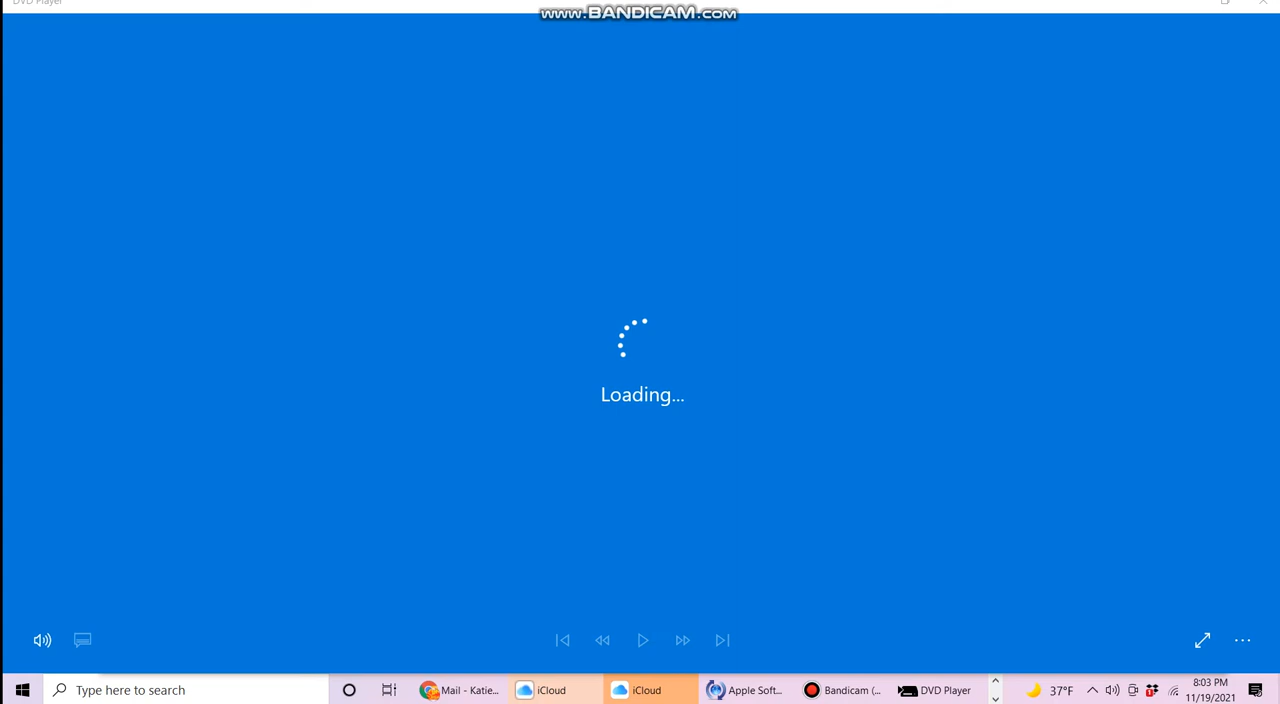 DVD Player
www.BANDICAM.com
Loading...
Type here to search
Mail - Katie...
iCloud
iCloud
Apple Soft...
Bandicam (...
DVD Player
37°F
8:03 PM
11/19/2021